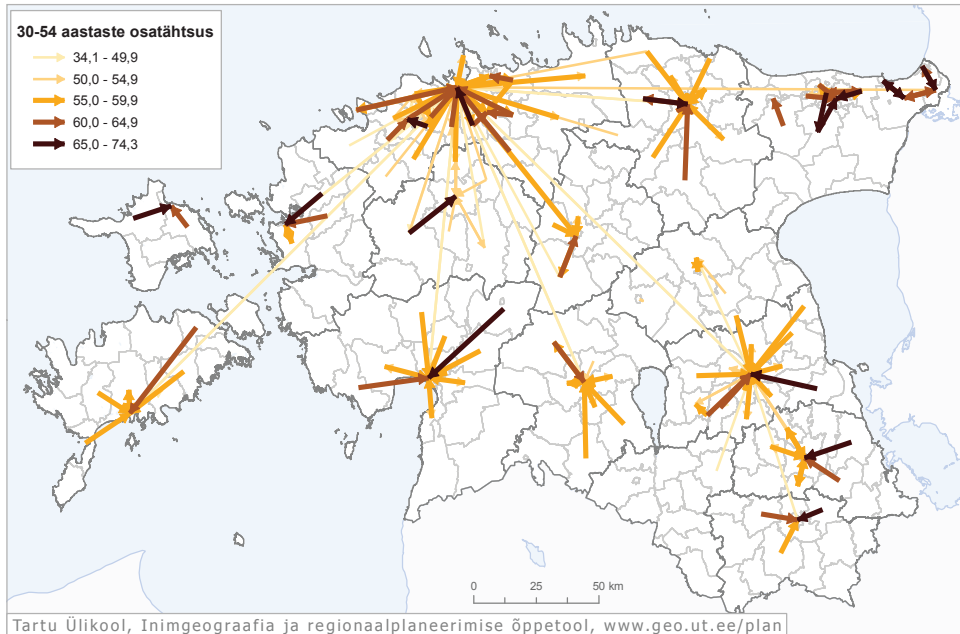 30-54 aastaste osatähtsus
34,1 - 49,9
50,0 - 54,9
55,0 - 59,9
60,0 - 64,9
65,0 - 74,3
0 25 50 km
Tartu Ülikool, Inimgeograafia ja regionaalplaneerimise õppetool, www.geo.ut.ee/plan